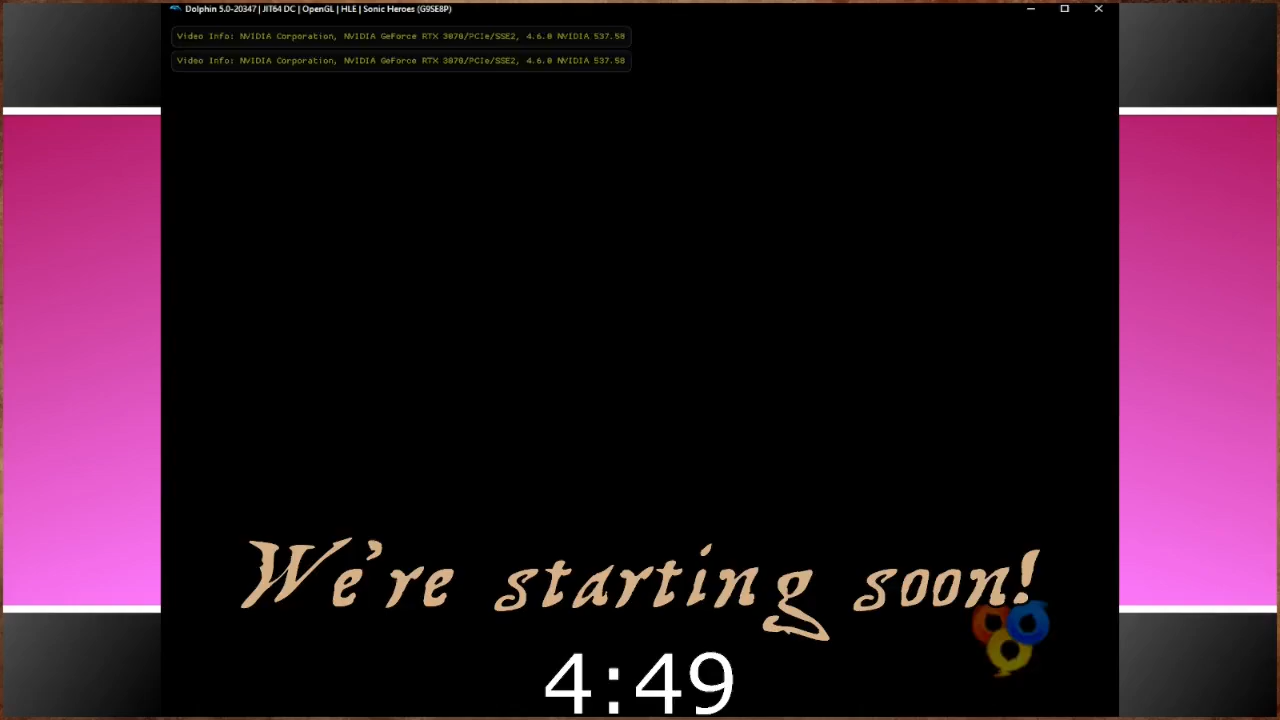 Dolphin 5.0-20347 | JIT64 DC | OpenGL | HLE | Sonic Heroes (G9SE8P)
Video Info: NVIDIA Corporation, NVIDIA GeForce RTX 3070/PCIe/SSE2, 4.6.0 NVIDIA 537.58
Video Info: NVIDIA Corporation, NVIDIA GeForce RTX 3070/PCIe/SSE2, 4.6.0 NVIDIA 537.58
We're starting soon!
4:49